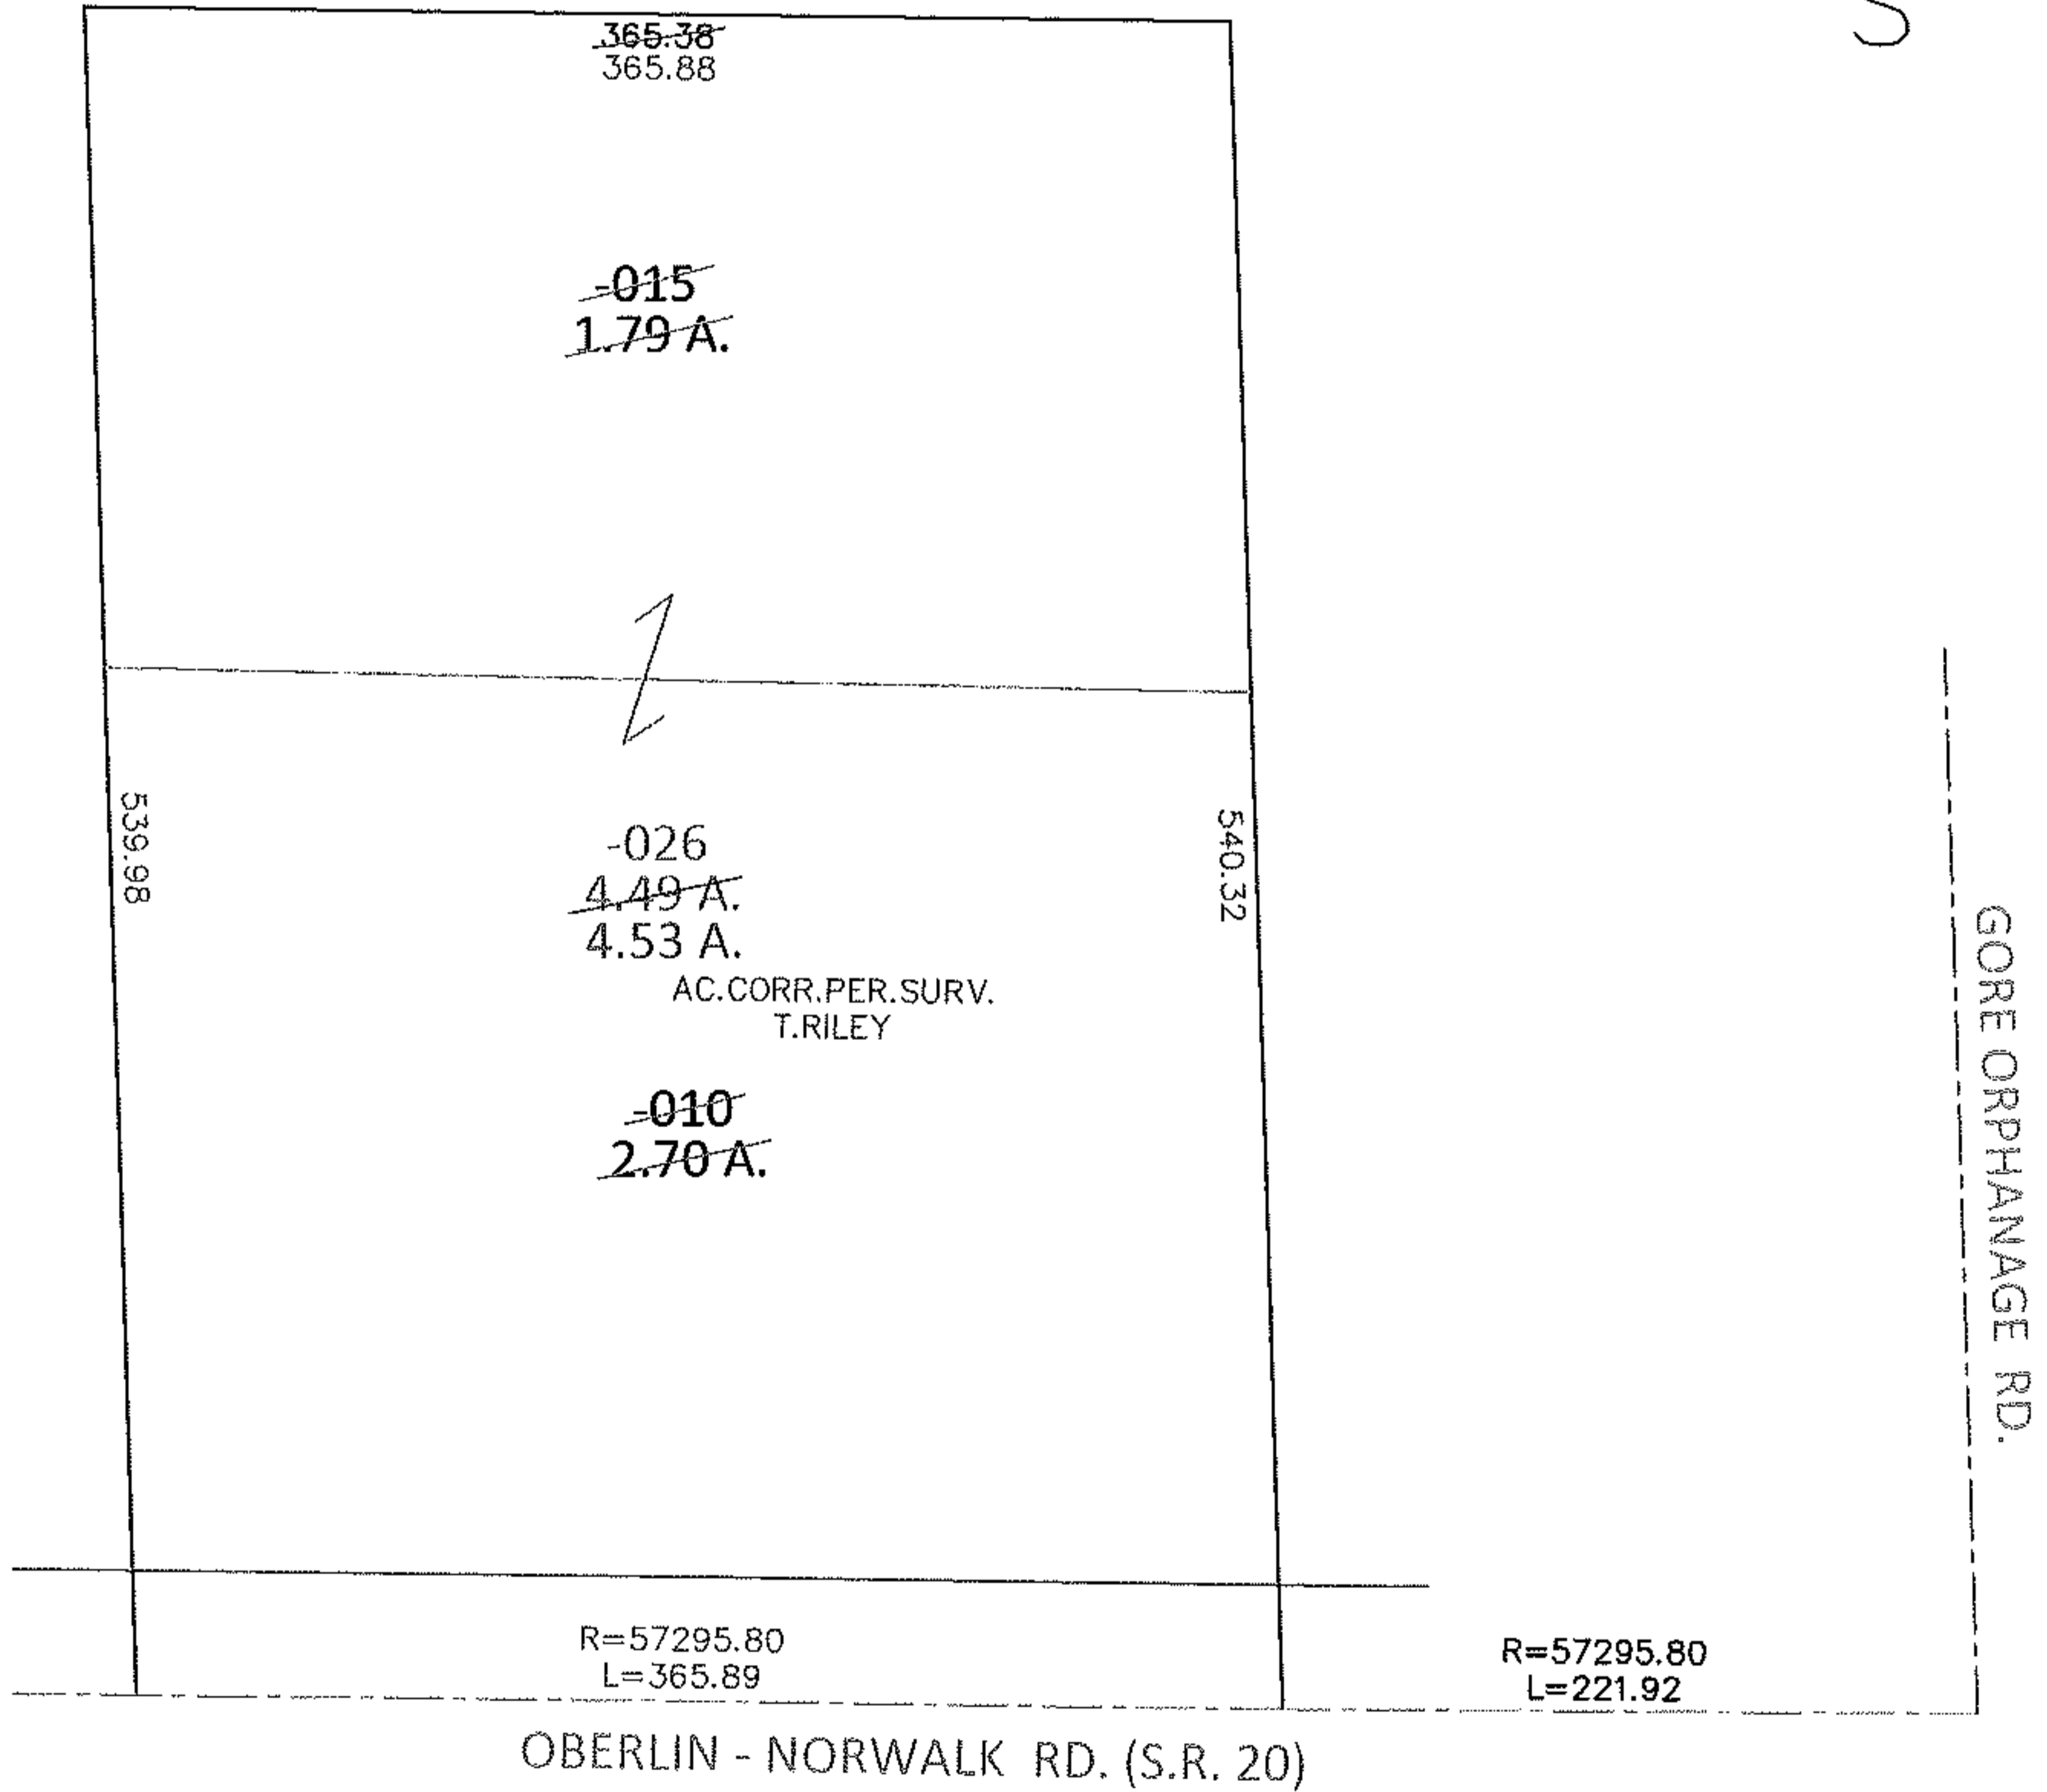 365.38
365.88
-015
1.79 A.
539.98
540.32
-026
4.49 A.
4.53 A.
AC.CORR.PER.SURV.
T.RILEY
-010
2.70 A.
GORE ORPHANAGE RD.
R=57295.80
L=365.89
R=57295.80
L=221.92
OBERLIN - NORWALK RD. (S.R. 20)